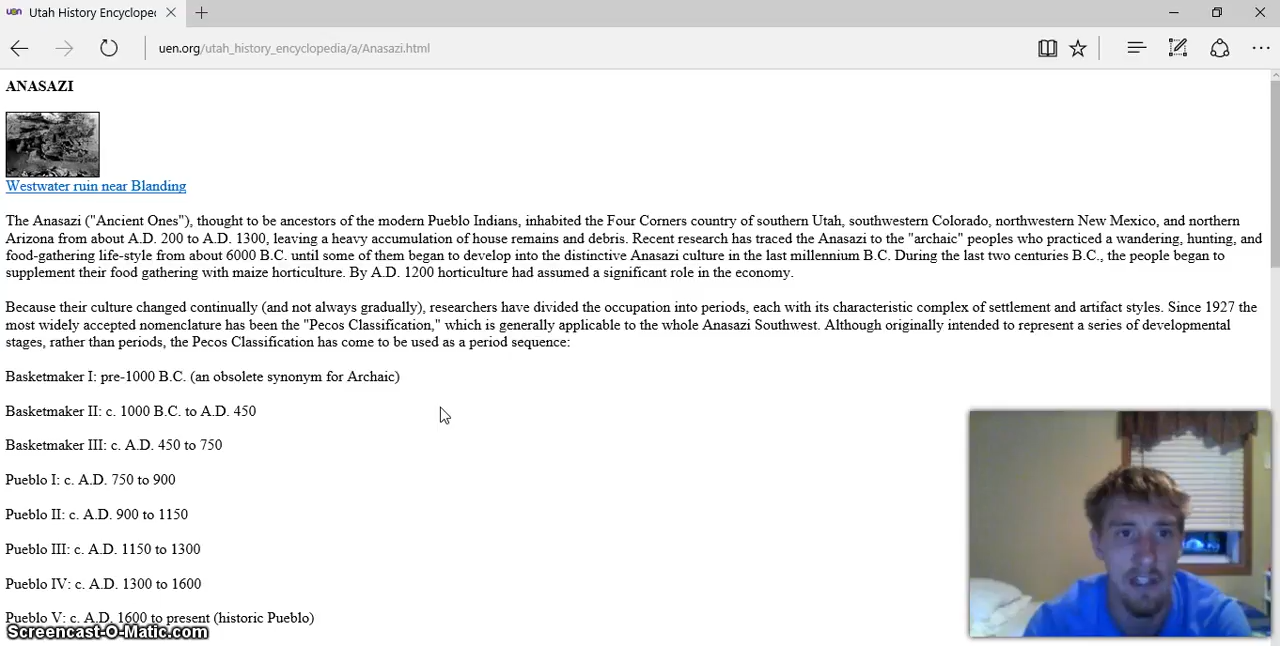 uen Utah History Encyclopec
uen.org/utah_history_encyclopedia/a/Anasazi.html
ANASAZI
Westwater ruin near Blanding
The Anasazi ("Ancient Ones"), thought to be ancestors of the modern Pueblo Indians, inhabited the Four Corners country of southern Utah, southwestern Colorado, northwestern New Mexico, and northern
Arizona from about A.D. 200 to A.D. 1300, leaving a heavy accumulation of house remains and debris. Recent research has traced the Anasazi to the "archaic" peoples who practiced a wandering, hunting, and
food-gathering life-style from about 6000 B.C. until some of them began to develop into the distinctive Anasazi culture in the last millennium B.C. During the last two centuries B.C., the people began to
supplement their food gathering with maize horticulture. By A.D. 1200 horticulture had assumed a significant role in the economy.
Because their culture changed continually (and not always gradually), researchers have divided the occupation into periods, each with its characteristic complex of settlement and artifact styles. Since 1927 the
most widely accepted nomenclature has been the "Pecos Classification," which is generally applicable to the whole Anasazi Southwest. Although originally intended to represent a series of developmental
stages, rather than periods, the Pecos Classification has come to be used as a period sequence:
Basketmaker I: pre-1000 B.C. (an obsolete synonym for Archaic)
Basketmaker II: c. 1000 B.C. to A.D. 450
Basketmaker III: c. A.D. 450 to 750
Pueblo I: c. A.D. 750 to 900
Pueblo II: c. A.D. 900 to 1150
Pueblo III: c. A.D. 1150 to 1300
Pueblo IV: c. A.D. 1300 to 1600
Pueblo V: c. A.D. 1600 to present (historic Pueblo)
Screencast-O-Matic.com